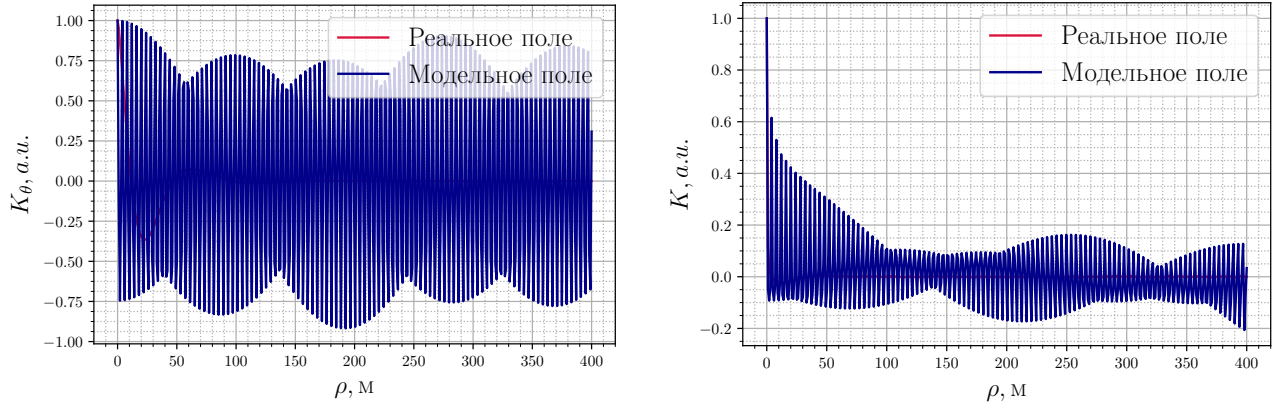 1.00
0.75
0.50
0.25
0.00
−0.25
−0.50
−0.75
−1.00
K_θ, a.u.
0 50 100 150 200 250 300 350 400
ρ, м
Реальное поле
Модельное поле
1.0
0.8
0.6
0.4
0.2
0.0
−0.2
K, a.u.
0 50 100 150 200 250 300 350 400
ρ, м
Реальное поле
Модельное поле